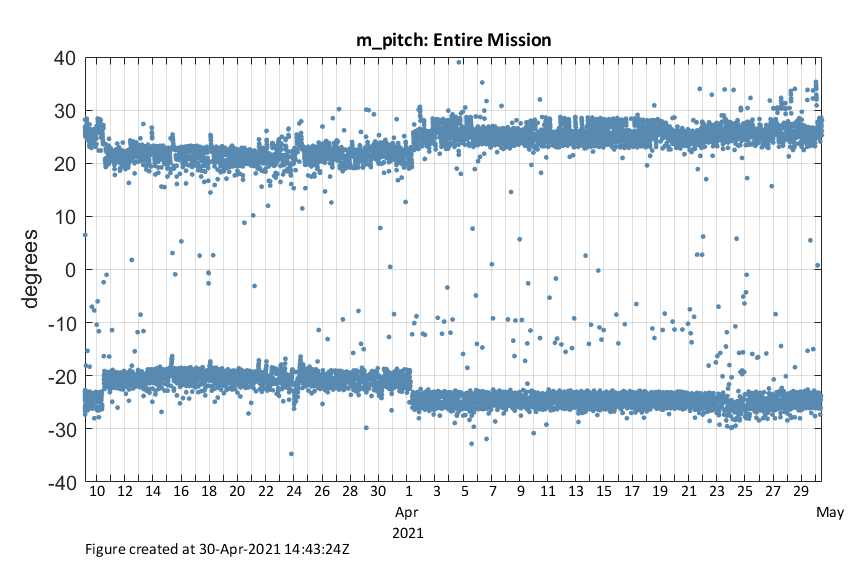 m_pitch: Entire Mission
40
30
20
10
0
-10
-20
-30
-40
degrees
10 12 14 16 18 20 22 24 26 28 30 1 3 5 7 9 11 13 15 17 19 21 23 25 27 29
Apr May
2021
Figure created at 30-Apr-2021 14:43:24Z